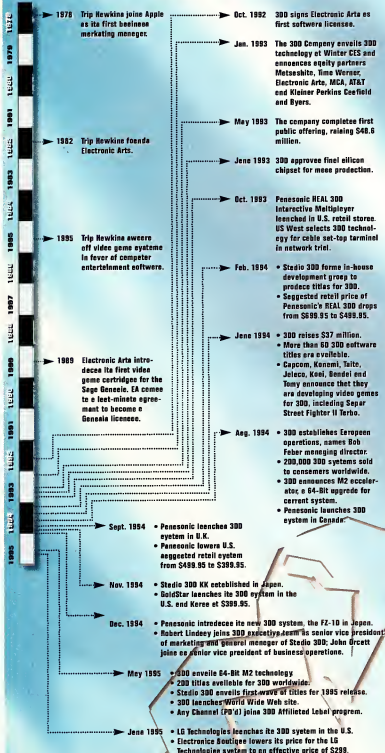 1978
1979
1980
1981
1982
1983
1984
1985
1986
1987
1988
1989
1990
1991
1992
1993
1994
1995
1978 Trip Hawkins joins Apple
as its first business
marketing manager.
1982 Trip Hawkins founds
Electronic Arts.
1985 Trip Hawkins swears
off video game systems
in favor of computer
entertainment software.
1989 Electronic Arts intro-
duces its first video
game cartridges for the
Sega Genesis. EA comes
to a last-minute agree-
ment to become a
Genesis licensee.
Oct. 1992 3DO signs Electronic Arts as
first software licensee.
Jan. 1993 The 3DO Company unveils 3DO
technology at Winter CES and
announces equity partners
Matsushita, Time Warner,
Electronic Arts, MCA, AT&T
and Kleiner Perkins Caufield
and Byers.
May 1993 The company completes first
public offering, raising $48.6
million.
June 1993 3DO approves final silicon
chipset for mass production.
Oct. 1993 Panasonic REAL 3DO
Interactive Multiplayer
launched in U.S. retail stores.
US West selects 3DO technol-
ogy for cable set-top terminal
in network trial.
Feb. 1994 • Studio 3DO forms in-house
development group to
produce titles for 3DO.
• Suggested retail price of
Panasonic's REAL 3DO drops
from $699.95 to $499.95.
June 1994 • 3DO raises $37 million.
• More than 60 3DO software
titles are available.
• Capcom, Konami, Taito,
Jaleco, Koei, Bandai and
Tomy announce that they
are developing video games
for 3DO, including Super
Street Fighter II Turbo.
Aug. 1994 • 3DO establishes European
operations, names Bob
Faber managing director.
• 200,000 3DO systems sold
to consumers worldwide.
• 3DO announces M2 acceler-
ator, a 64-Bit upgrade for
current system.
• Panasonic launches 3DO
system in Canada.
Sept. 1994 • Panasonic launches 3DO
system in U.K.
• Panasonic lowers U.S.
suggested retail system
from $499.95 to $399.95.
Nov. 1994 • Studio 3DO KK established in Japan.
• GoldStar launches its 3DO system in the
U.S. and Korea at $399.95.
Dec. 1994 • Panasonic introduces its new 3DO system, the FZ-10 in Japan.
• Robert Lindsey joins 3DO executive team as senior vice president
of marketing and general manager of Studio 3DO; John Orcutt
joins as senior vice president of business operations.
May 1995 • 3DO unveils 64-Bit M2 technology.
• 200 titles available for 3DO worldwide.
• Studio 3DO unveils first wave of titles for 1995 release.
• 3DO launches World Wide Web site.
• Any Channel (PO'd) joins 3DO Affiliated Label program.
June 1995 • LG Technologies launches its 3DO system in the U.S.
• Electronics Boutique lowers its price for the LG
Technologies system to an effective price of $299.